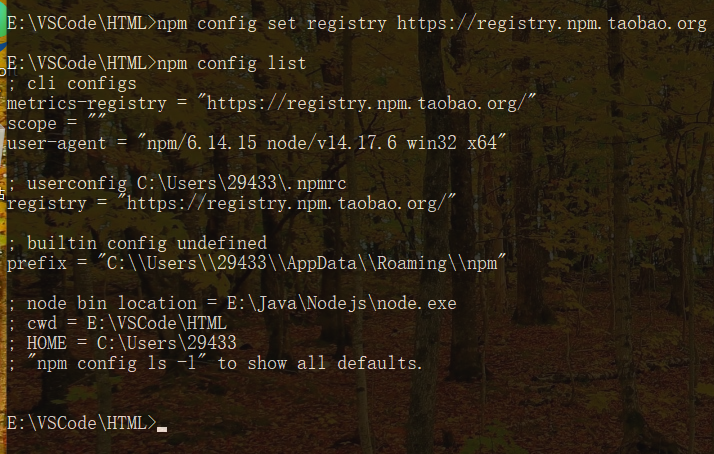 E:\VSCode\HTML>npm config set registry https://registry.npm.taobao.org
E:\VSCode\HTML>npm config list
; cli configs
metrics-registry = "https://registry.npm.taobao.org/"
scope = ""
user-agent = "npm/6.14.15 node/v14.17.6 win32 x64"
; userconfig C:\Users\29433\.npmrc
registry = "https://registry.npm.taobao.org/"
; builtin config undefined
prefix = "C:\\Users\\29433\\AppData\\Roaming\\npm"
; node bin location = E:\Java\Nodejs\node.exe
; cwd = E:\VSCode\HTML
; HOME = C:\Users\29433
; "npm config ls -l" to show all defaults.
E:\VSCode\HTML>